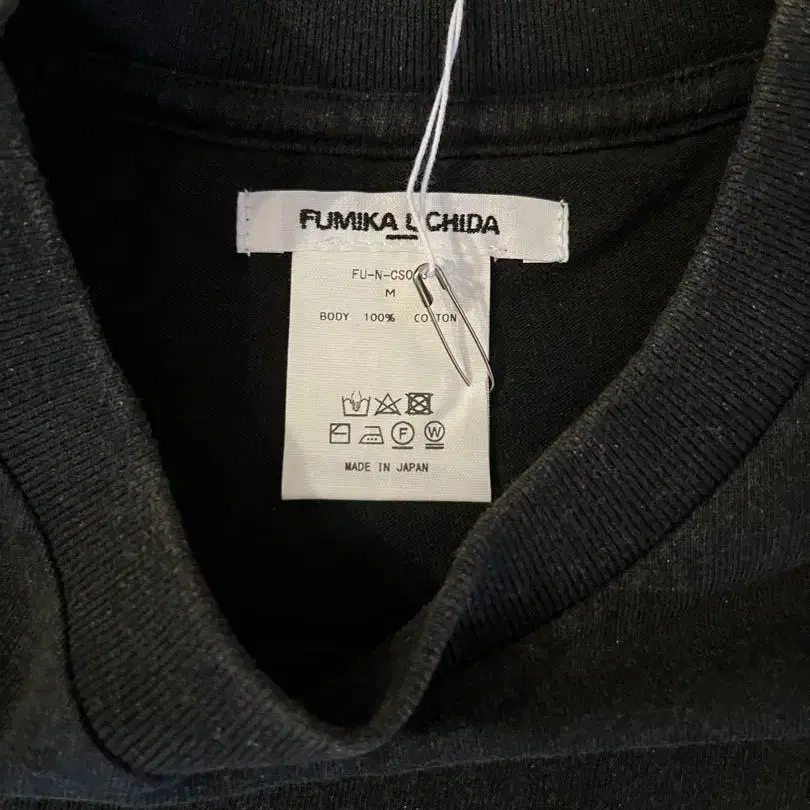 FUMIKA UCHIDA
M
BODY 100% COTTON
F W
MADE IN JAPAN